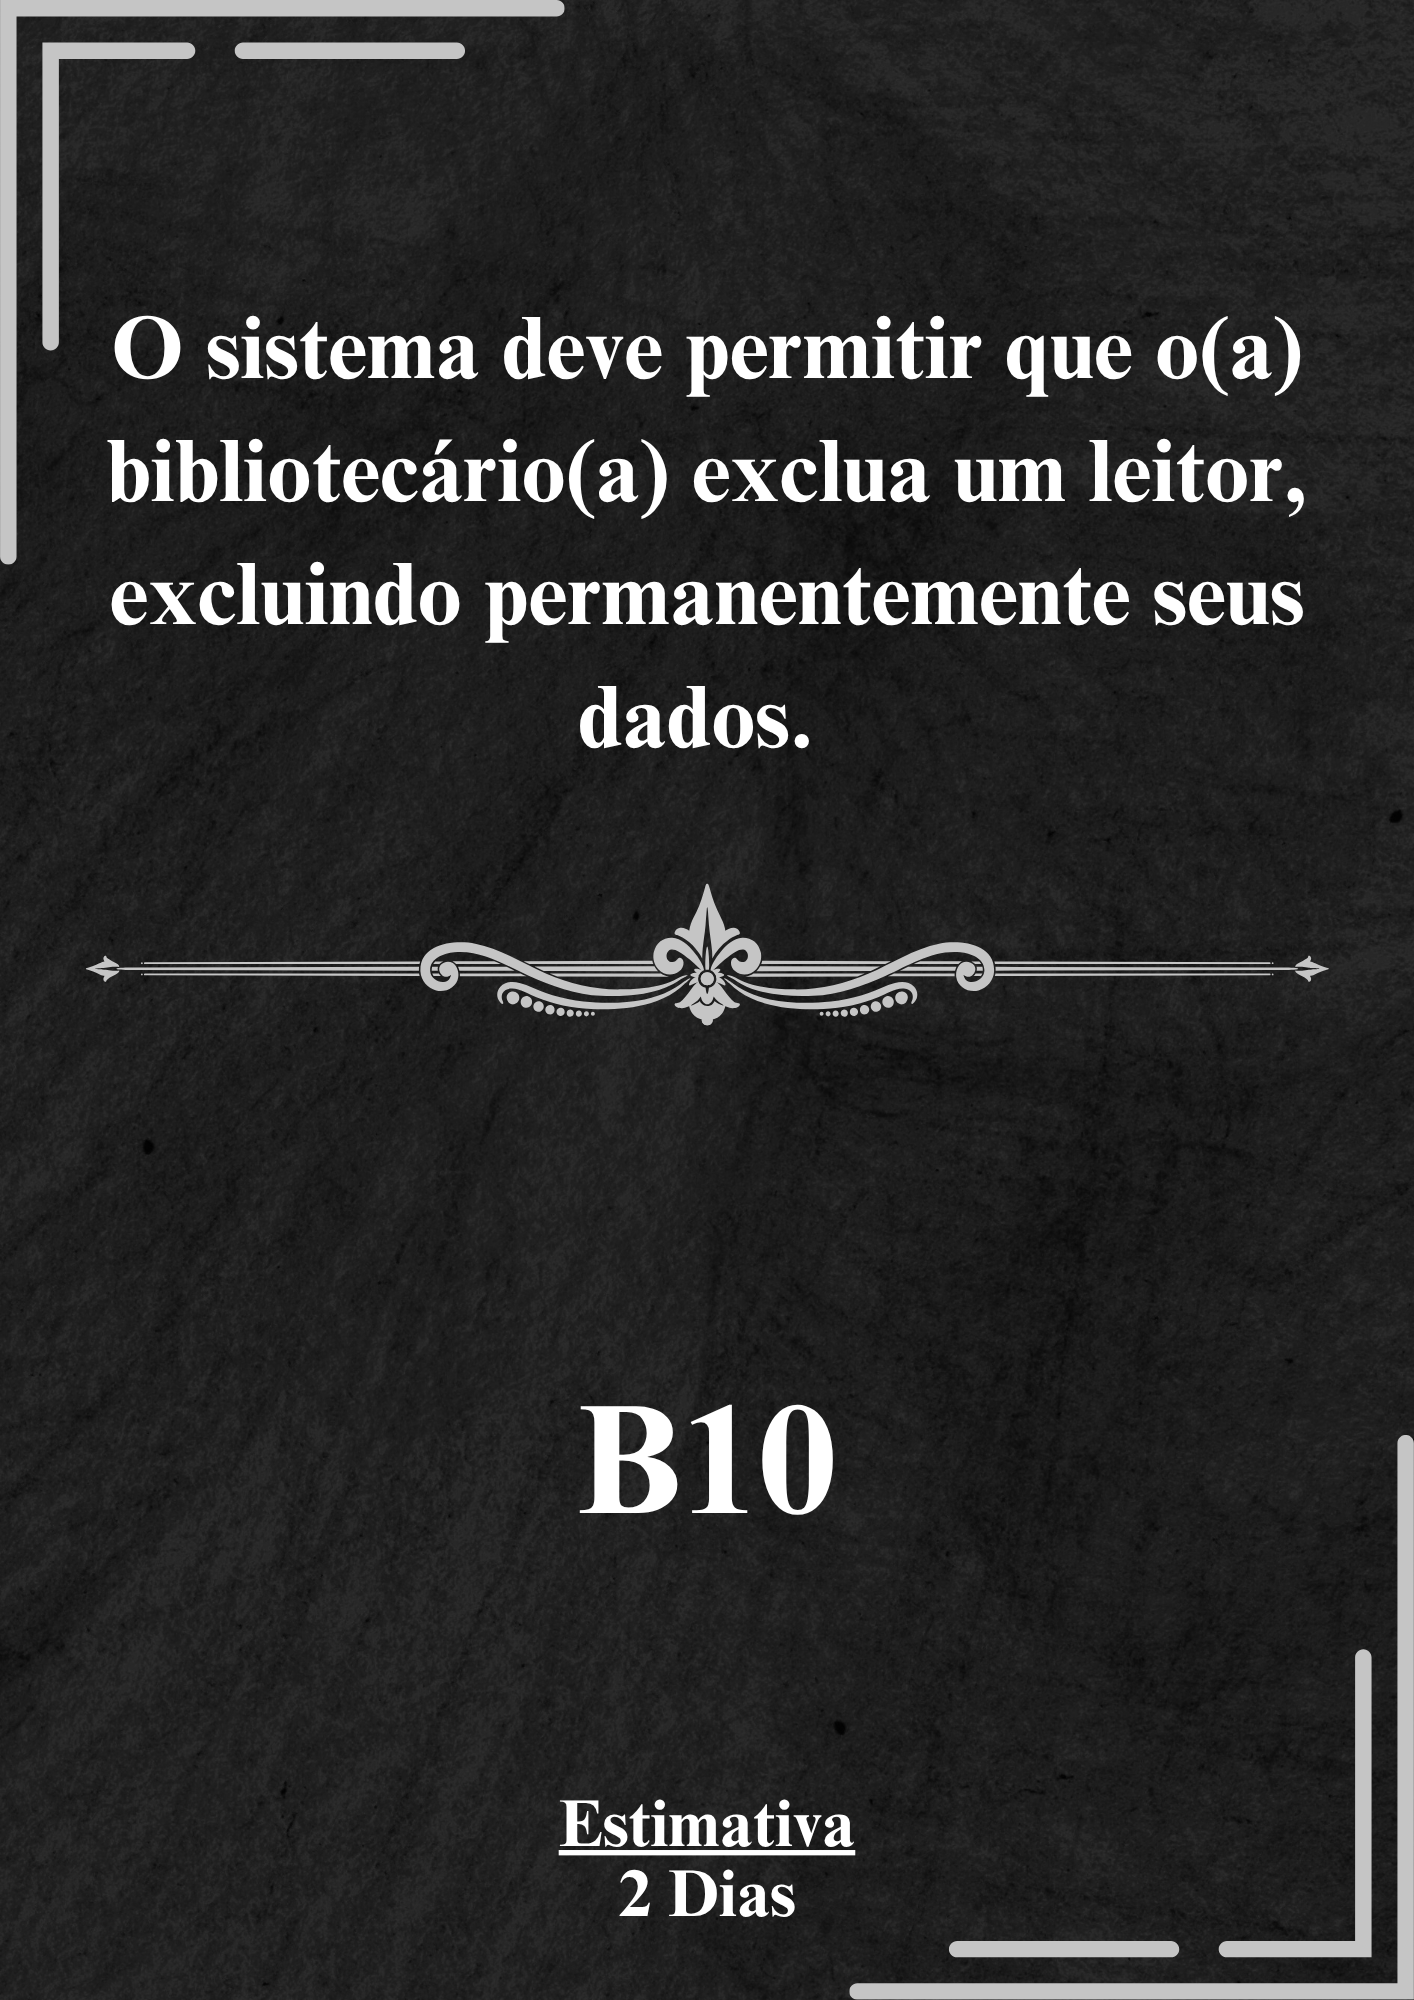 O sistema deve permitir que o(a)
bibliotecário(a) exclua um leitor,
excluindo permanentemente seus
dados.
B10
Estimativa
2 Dias